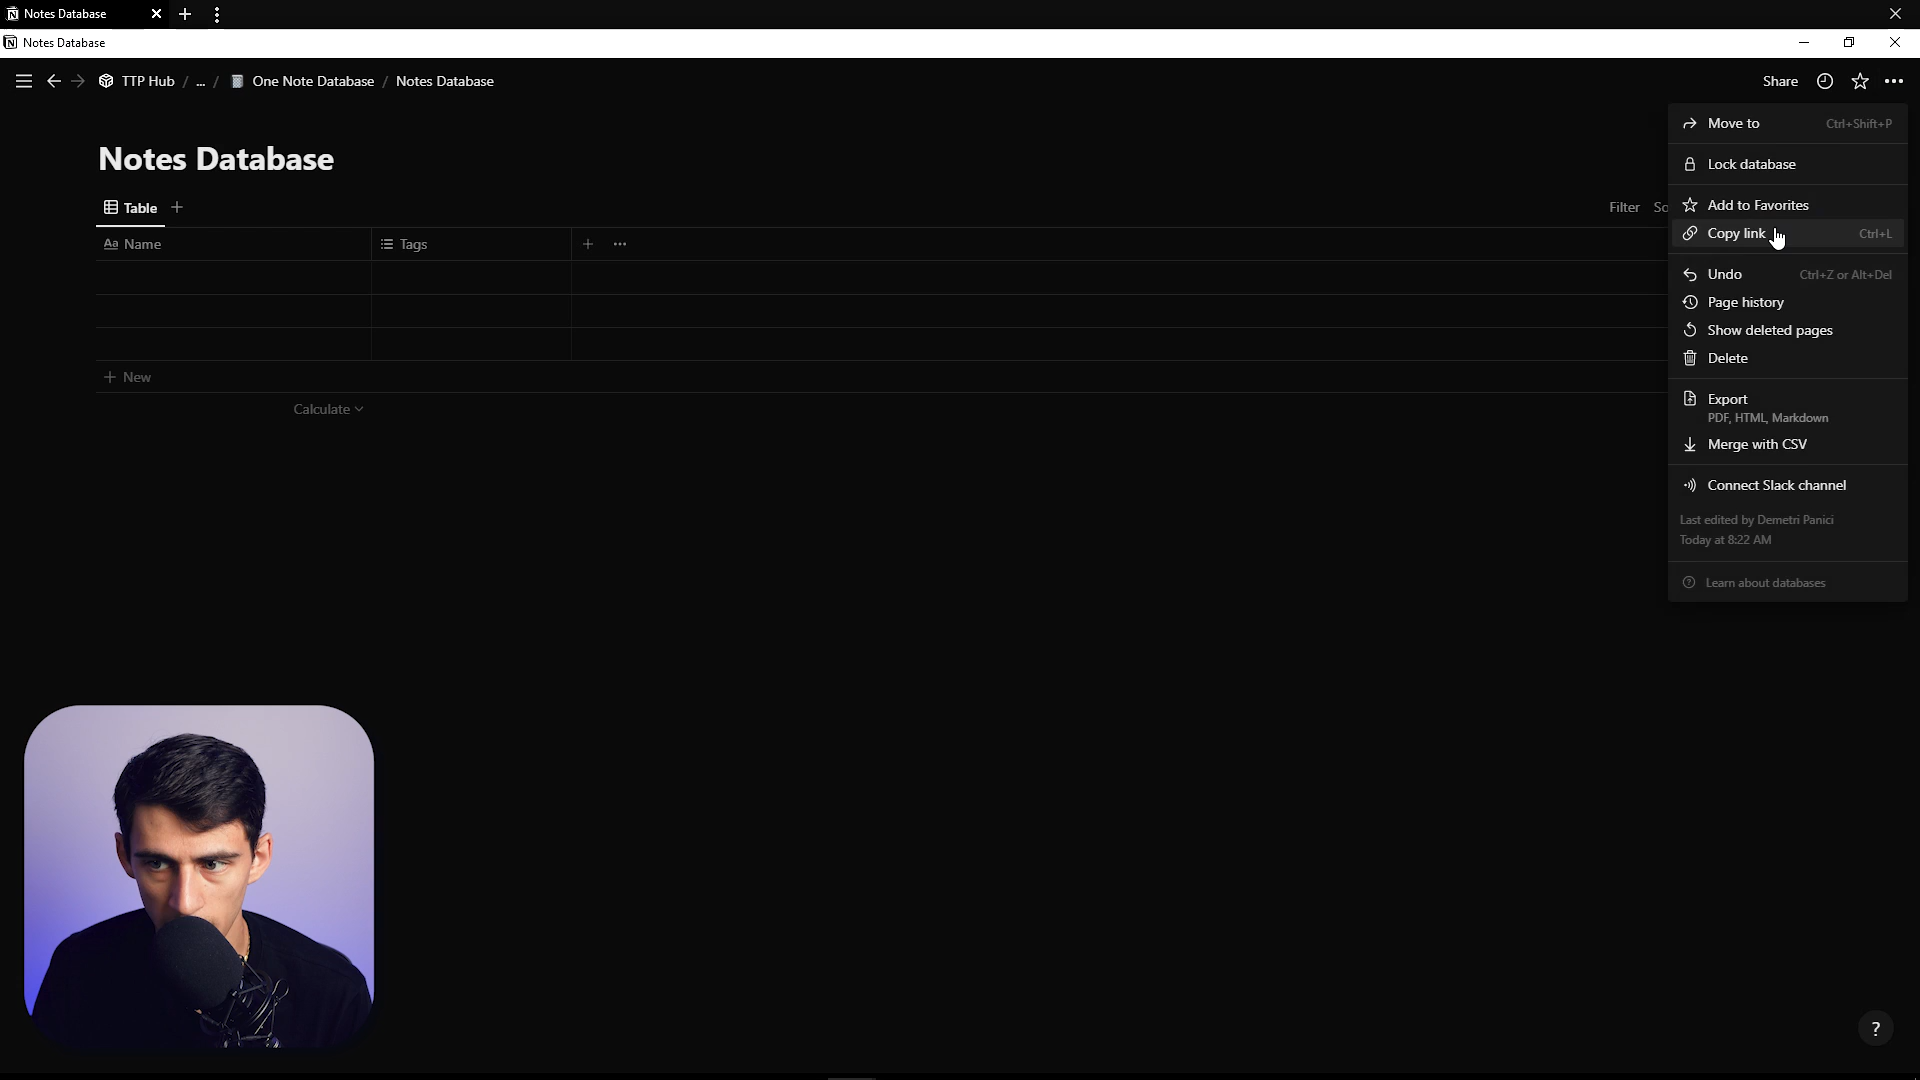 Notes Database
Notes Database
TTP Hub / ... / One Note Database / Notes Database
Share
Notes Database
Table
Filter So
Aa Name
Tags
New
Calculate
Move to Ctrl+Shift+P
Lock database
Add to Favorites
Copy link Ctrl+L
Undo Ctrl+Z or Alt+Del
Page history
Show deleted pages
Delete
Export
PDF, HTML, Markdown
Merge with CSV
Connect Slack channel
Last edited by Demetri Panici
Today at 8:22 AM
? Learn about databases
?